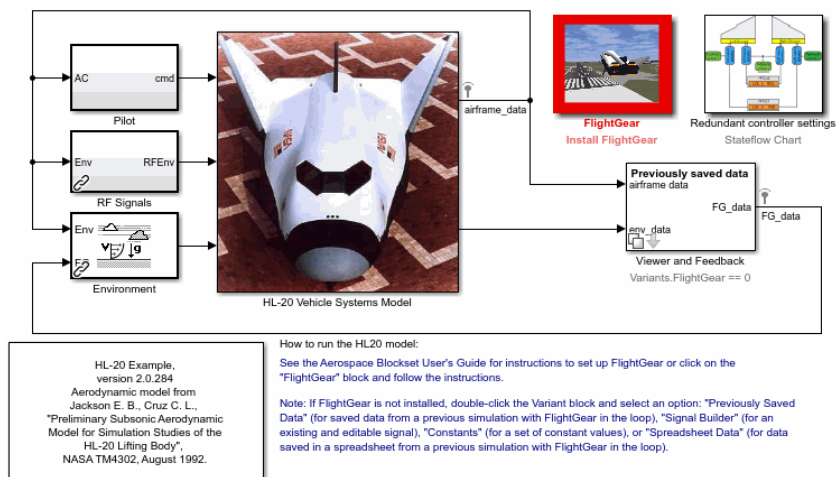 AC
cmd
Pilot
Env
RFEnv
RF Signals
Env
V
g
Environment
HL-20 Vehicle Systems Model
airframe_data
FlightGear
Install FlightGear
Redundant controller settings
Stateflow Chart
Previously saved data
airframe data
FG_data
env_data
FG_data
Viewer and Feedback
Variants.FlightGear == 0
HL-20 Example,
version 2.0.284
Aerodynamic model from
Jackson E. B., Cruz C. L.,
"Preliminary Subsonic Aerodynamic
Model for Simulation Studies of the
HL-20 Lifting Body",
NASA TM4302, August 1992.
How to run the HL20 model:
See the Aerospace Blockset User's Guide for instructions to set up FlightGear or click on the
"FlightGear" block and follow the instructions.
Note: If FlightGear is not installed, double-click the Variant block and select an option: "Previously Saved
Data" (for saved data from a previous simulation with FlightGear in the loop), "Signal Builder" (for an
existing and editable signal), "Constants" (for a set of constant values), or "Spreadsheet Data" (for data
saved in a spreadsheet from a previous simulation with FlightGear in the loop).